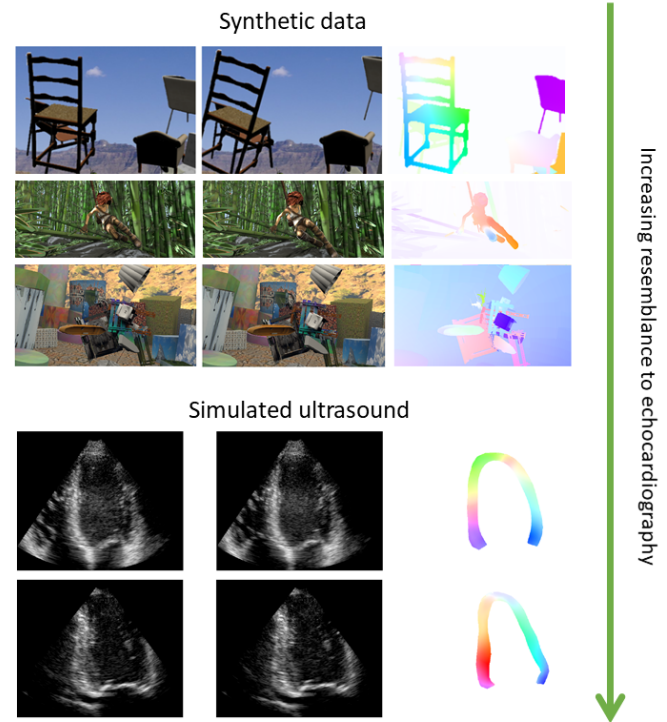 Synthetic data
Simulated ultrasound
Increasing resemblance to echocardiography